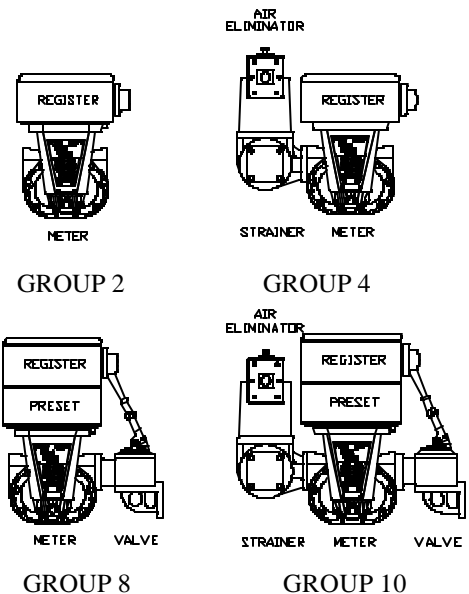 AIR
ELIMINATOR
REGISTER
REGISTER
METER
STRAINER METER
GROUP 2
GROUP 4
AIR
ELIMINATOR
REGISTER
PRESET
REGISTER
PRESET
METER VALVE
STRAINER METER VALVE
GROUP 8
GROUP 10